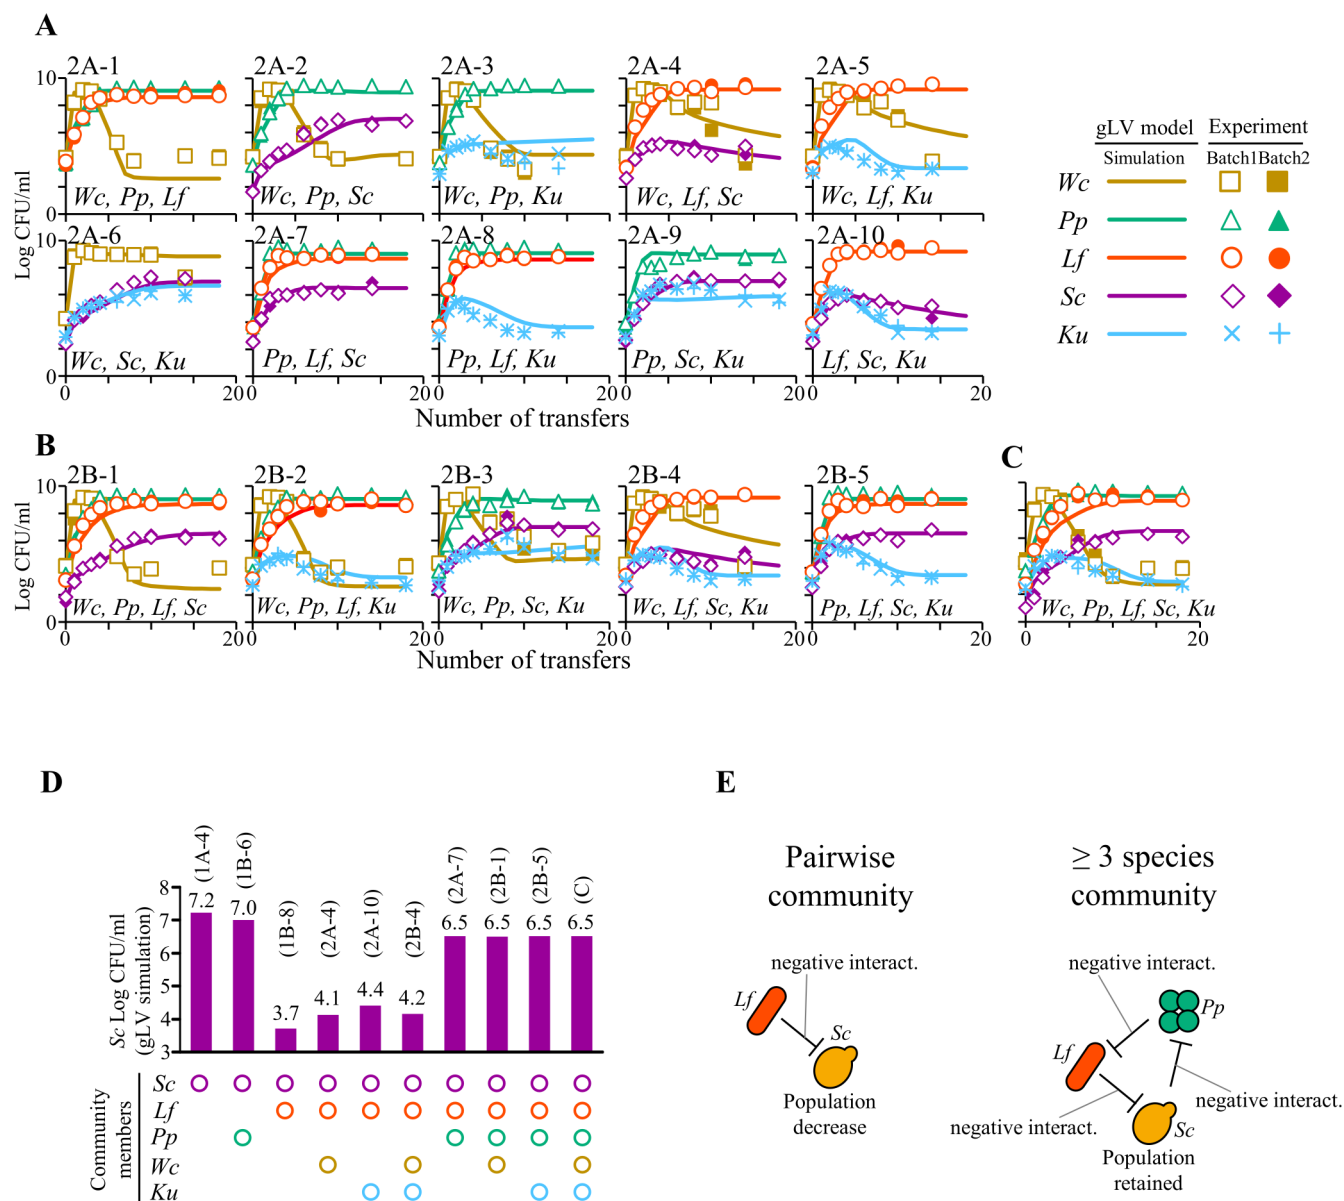 A
2A-1 2A-2 2A-3 2A-4 2A-5
10 10
Wc, Pp, Lf Wc, Pp, Sc Wc, Pp, Ku Wc, Lf, Sc Wc, Lf, Ku
0
Log CFU/ml
2A-6 2A-7 2A-8 2A-9 2A-10
10
Wc, Sc, Ku Pp, Lf, Sc Pp, Lf, Ku Pp, Sc, Ku Lf, Sc, Ku
0
0 20 0 20 0 20 0 20 0 20
Number of transfers
gLV model Experiment
Simulation Batch1 Batch2
Wc
Pp
Lf
Sc
Ku
B
2B-1 2B-2 2B-3 2B-4 2B-5
10
Log CFU/ml
Wc, Pp, Lf, Sc Wc, Pp, Lf, Ku Wc, Pp, Sc, Ku Wc, Lf, Sc, Ku Pp, Lf, Sc, Ku
0
0 20 0 20 0 20 0 20 0 20
Number of transfers
C
Wc, Pp, Lf, Sc, Ku
0 20
D
Sc Log CFU/ml
(gLV simulation)
8
7
6
5
4
3
(1A-4) (1B-6) (1B-8) (2A-4) (2A-10) (2B-4) (2A-7) (2B-1) (2B-5) (C)
7.2 7.0 3.7 4.1 4.4 4.2 6.5 6.5 6.5 6.5
Community
members
Sc
Lf
Pp
Wc
Ku
E
Pairwise
community
negative interact.
Lf
Sc
Population
decrease
≥ 3 species
community
negative interact.
Pp
Lf
negative interact.
negative interact.
Sc
Population
retained